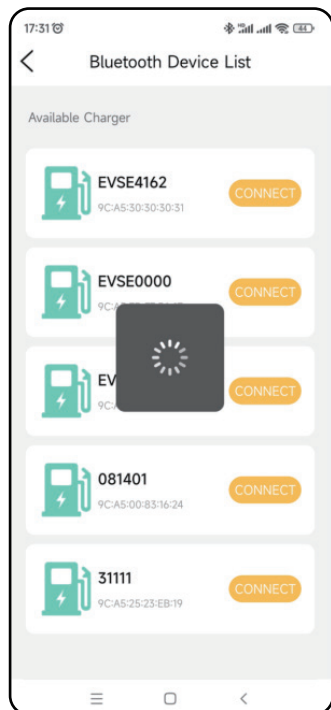 17:31
44
Bluetooth Device List
Available Charger
EVSE4162
9C:A5:30:30:30:31
CONNECT
EVSE0000
CONNECT
CONNECT
081401
9C:A5:00:83:16:24
CONNECT
31111
9C:A5:25:23:EB:19
CONNECT